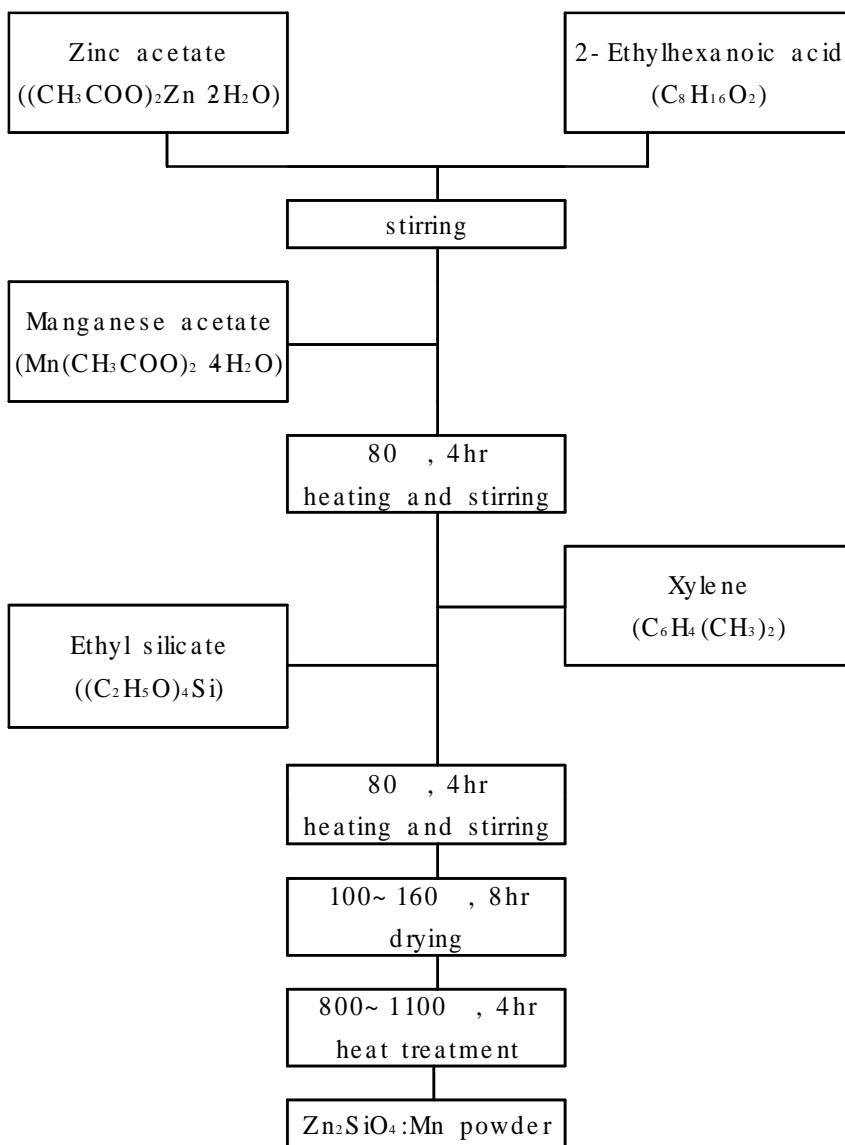 Zinc acetate
((CH₃COO)₂Zn 2H₂O)
2- Ethylhexanoic acid
(C₈H₁₆O₂)
stirring
Manganese acetate
(Mn(CH₃COO)₂ 4H₂O)
80 , 4hr
heating and stirring
Xylene
(C₆H₄(CH₃)₂)
Ethyl silicate
((C₂H₅O)₄Si)
80 , 4hr
heating and stirring
100~ 160 , 8hr
drying
800~ 1100 , 4hr
heat treatment
Zn₂SiO₄:Mn powder